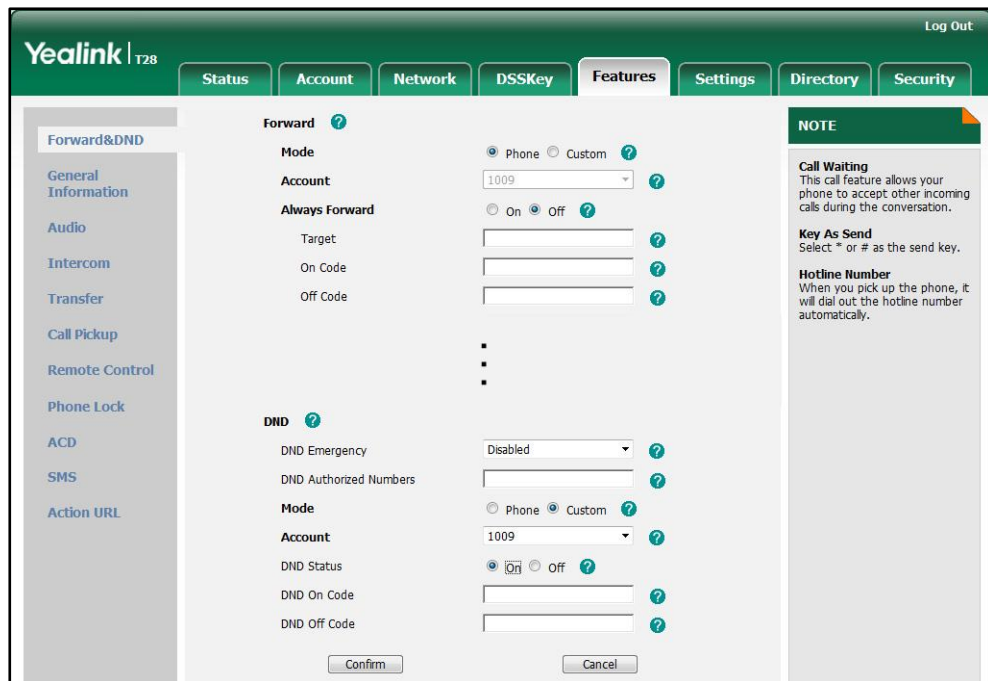 Log Out
Yealink T28
Status Account Network DSSKey Features Settings Directory Security
Forward&DND
General
Information
Audio
Intercom
Transfer
Call Pickup
Remote Control
Phone Lock
ACD
SMS
Action URL
Forward ?
Mode Phone Custom ?
Account 1009 ?
Always Forward On Off ?
Target ?
On Code ?
Off Code ?
DND ?
DND Emergency Disabled ?
DND Authorized Numbers ?
Mode Phone Custom ?
Account 1009 ?
DND Status On Off ?
DND On Code ?
DND Off Code ?
Confirm Cancel
NOTE
Call Waiting
This call feature allows your
phone to accept other incoming
calls during the conversation.
Key As Send
Select * or # as the send key.
Hotline Number
When you pick up the phone, it
will dial out the hotline number
automatically.